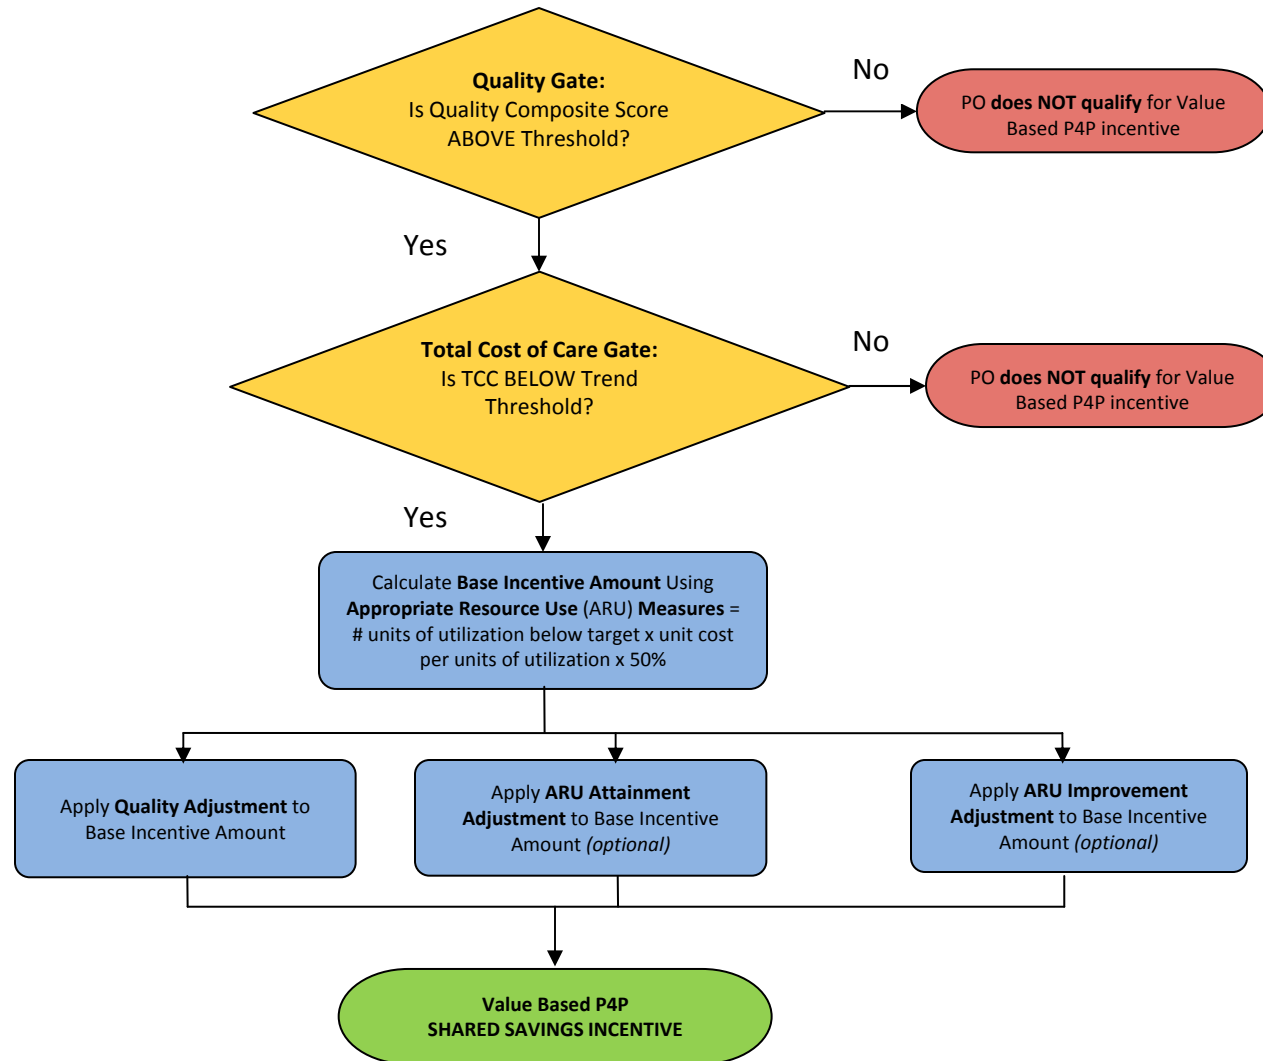 Quality Gate:
Is Quality Composite Score
ABOVE Threshold?
No
PO does NOT qualify for Value
Based P4P incentive
Yes
Total Cost of Care Gate:
Is TCC BELOW Trend
Threshold?
No
PO does NOT qualify for Value
Based P4P incentive
Yes
Calculate Base Incentive Amount Using
Appropriate Resource Use (ARU) Measures =
# units of utilization below target x unit cost
per units of utilization x 50%
Apply Quality Adjustment to
Base Incentive Amount
Apply ARU Attainment
Adjustment to Base Incentive
Amount (optional)
Apply ARU Improvement
Adjustment to Base Incentive
Amount (optional)
Value Based P4P
SHARED SAVINGS INCENTIVE